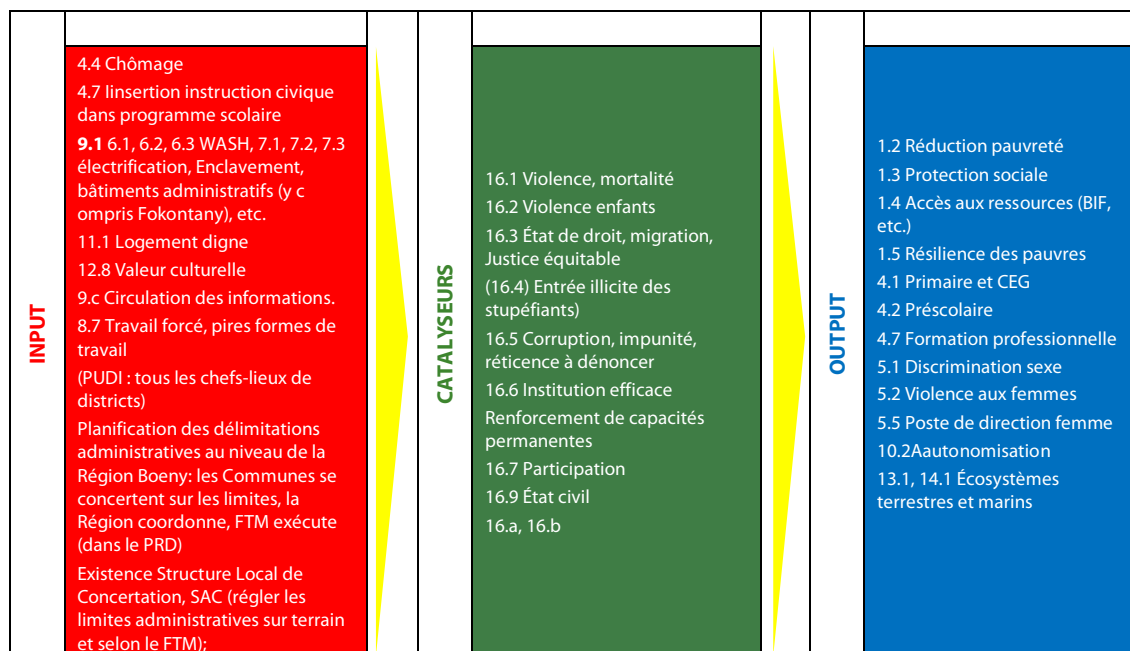 INPUT
4.4 Chômage
4.7 Iinsertion instruction civique
dans programme scolaire
9.1 6.1, 6.2, 6.3 WASH, 7.1, 7.2, 7.3
électrification, Enclavement,
bâtiments administratifs (y c
ompris Fokontany), etc.
11.1 Logement digne
12.8 Valeur culturelle
9.c Circulation des informations.
8.7 Travail forcé, pires formes de
travail
(PUDI : tous les chefs-lieux de
districts)
Planification des délimitations
administratives au niveau de la
Région Boeny: les Communes se
concertent sur les limites, la
Région coordonne, FTM exécute
(dans le PRD)
Existence Structure Local de
Concertation, SAC (régler les
limites administratives sur terrain
et selon le FTM);
CATALYSEURS
16.1 Violence, mortalité
16.2 Violence enfants
16.3 État de droit, migration,
Justice équitable
(16.4) Entrée illicite des
stupéfiants)
16.5 Corruption, impunité,
réticence à dénoncer
16.6 Institution efficace
Renforcement de capacités
permanentes
16.7 Participation
16.9 État civil
16.a, 16.b
OUTPUT
1.2 Réduction pauvreté
1.3 Protection sociale
1.4 Accès aux ressources (BIF,
etc.)
1.5 Résilience des pauvres
4.1 Primaire et CEG
4.2 Préscolaire
4.7 Formation professionnelle
5.1 Discrimination sexe
5.2 Violence aux femmes
5.5 Poste de direction femme
10.2Aautonomisation
13.1, 14.1 Écosystèmes
terrestres et marins